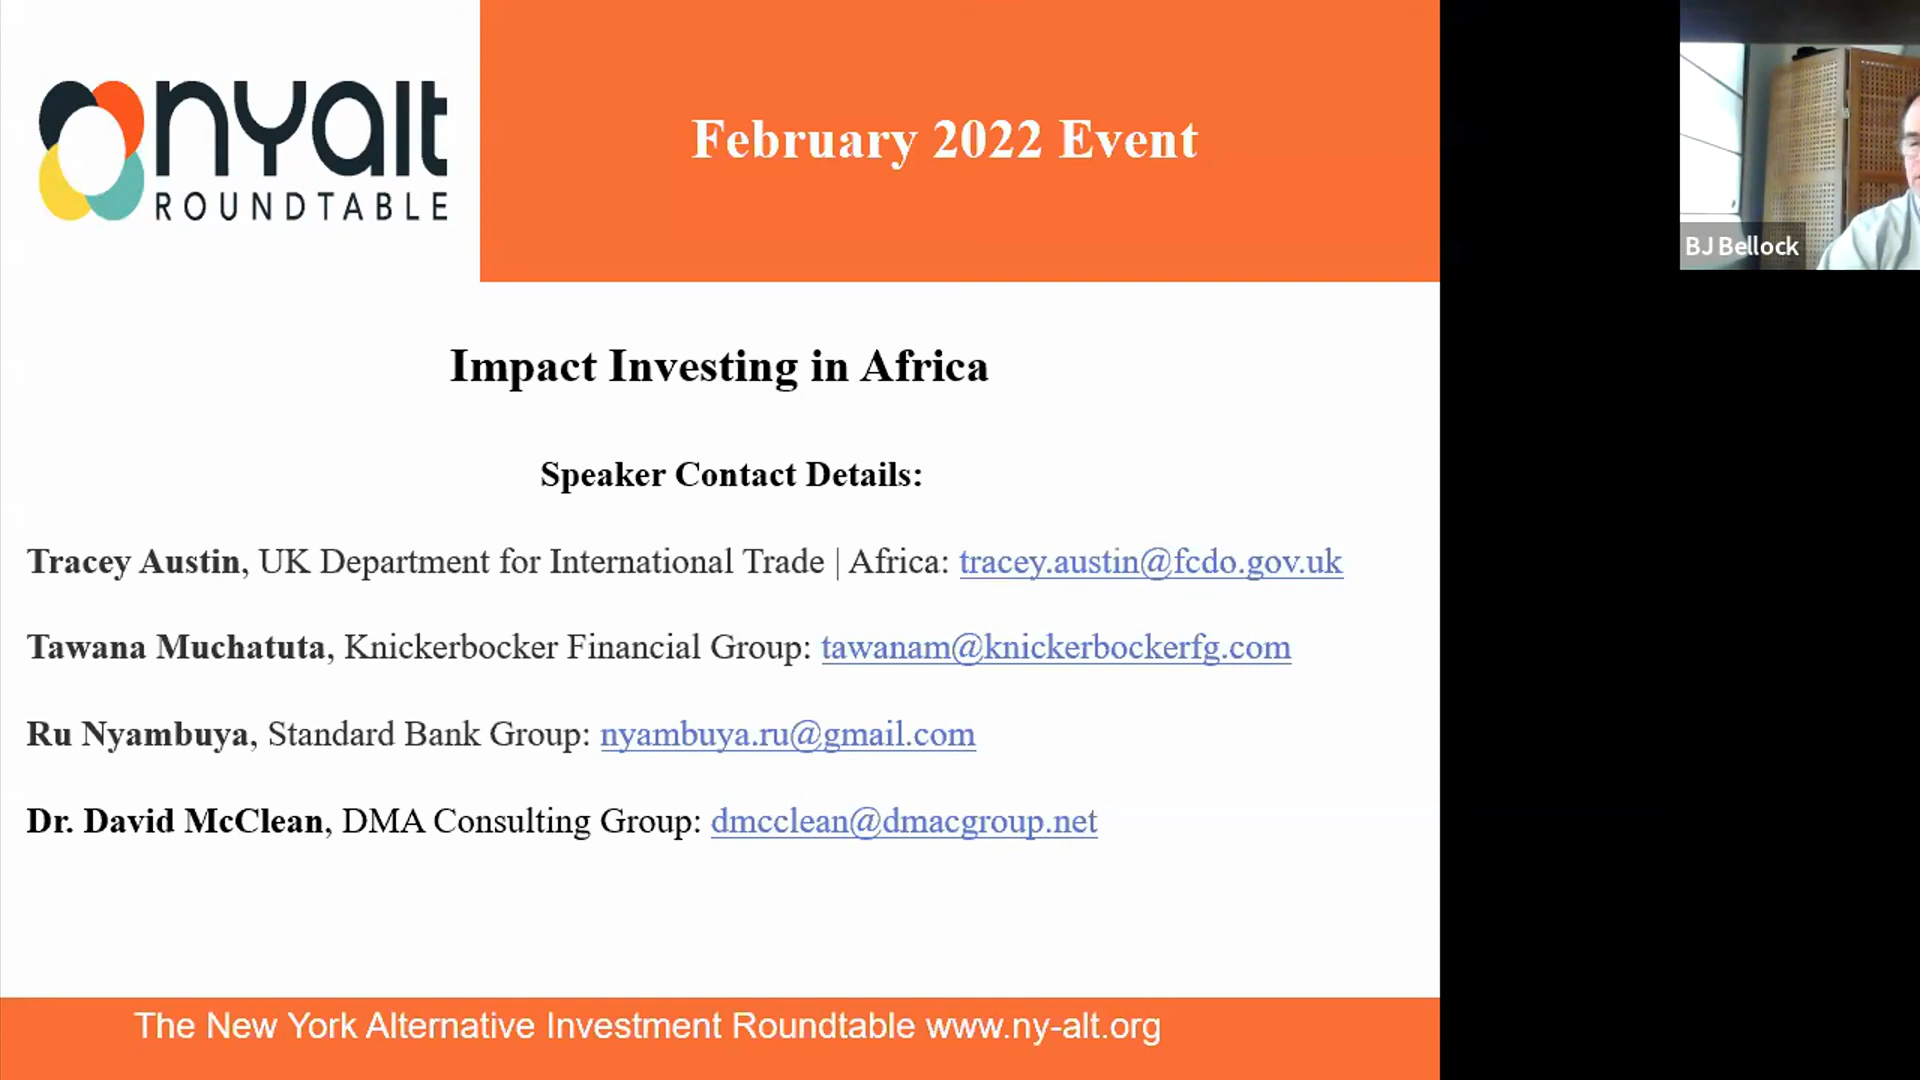 nyalt
ROUNDTABLE
February 2022 Event
BJ Bellock
Impact Investing in Africa
Speaker Contact Details:
Tracey Austin, UK Department for International Trade | Africa: tracey.austin@fcdo.gov.uk
Tawana Muchatuta, Knickerbocker Financial Group: tawanam@knickerbockerfg.com
Ru Nyambuya, Standard Bank Group: nyambuya.ru@gmail.com
Dr. David McClean, DMA Consulting Group: dmcclean@dmacgroup.net
The New York Alternative Investment Roundtable www.ny-alt.org